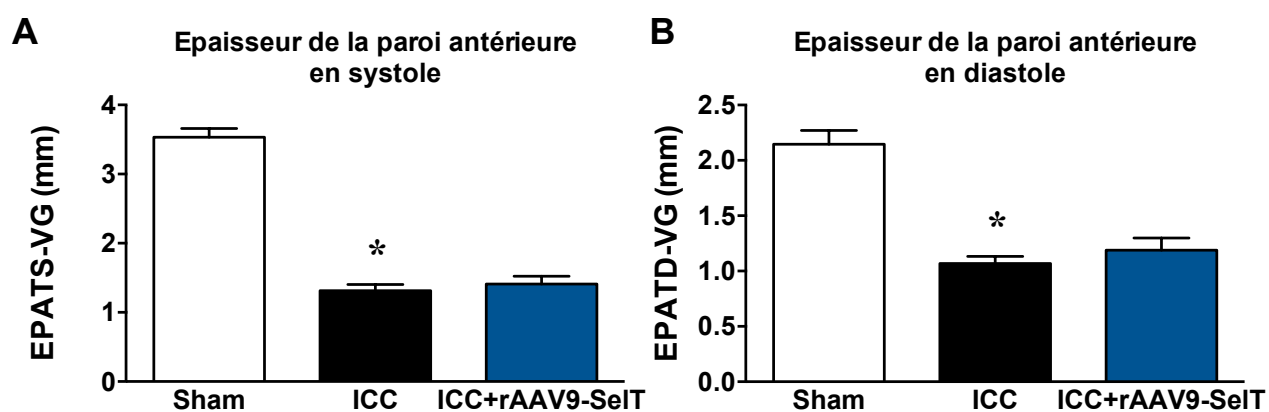 A
Epaisseur de la paroi antérieure
en systole
EPATS-VG (mm)
4
3
2
1
0
*
Sham
ICC
ICC+rAAV9-SelT
B
Epaisseur de la paroi antérieure
en diastole
EPATD-VG (mm)
2.5
2.0
1.5
1.0
0.5
0.0
*
Sham
ICC
ICC+rAAV9-SelT